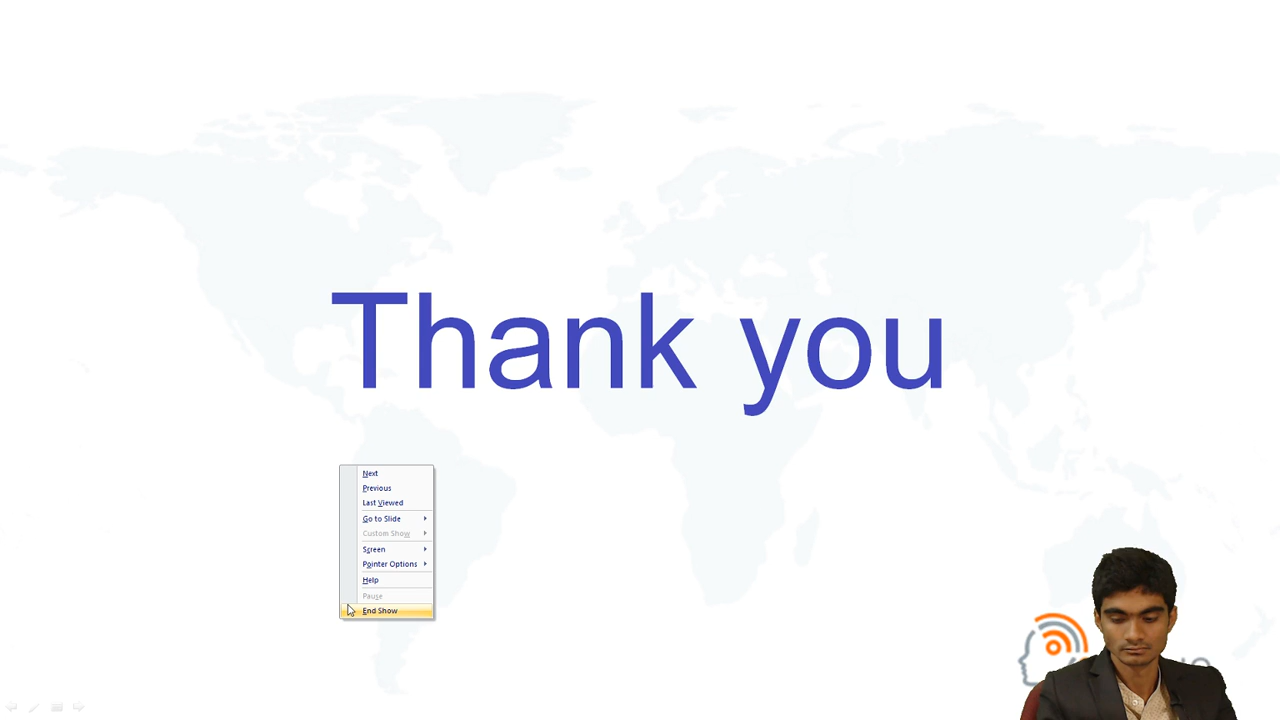 Thank you
Next
Previous
Last Viewed
Go to Slide
Custom Show
Screen
Pointer Options
Help
Pause
End Show